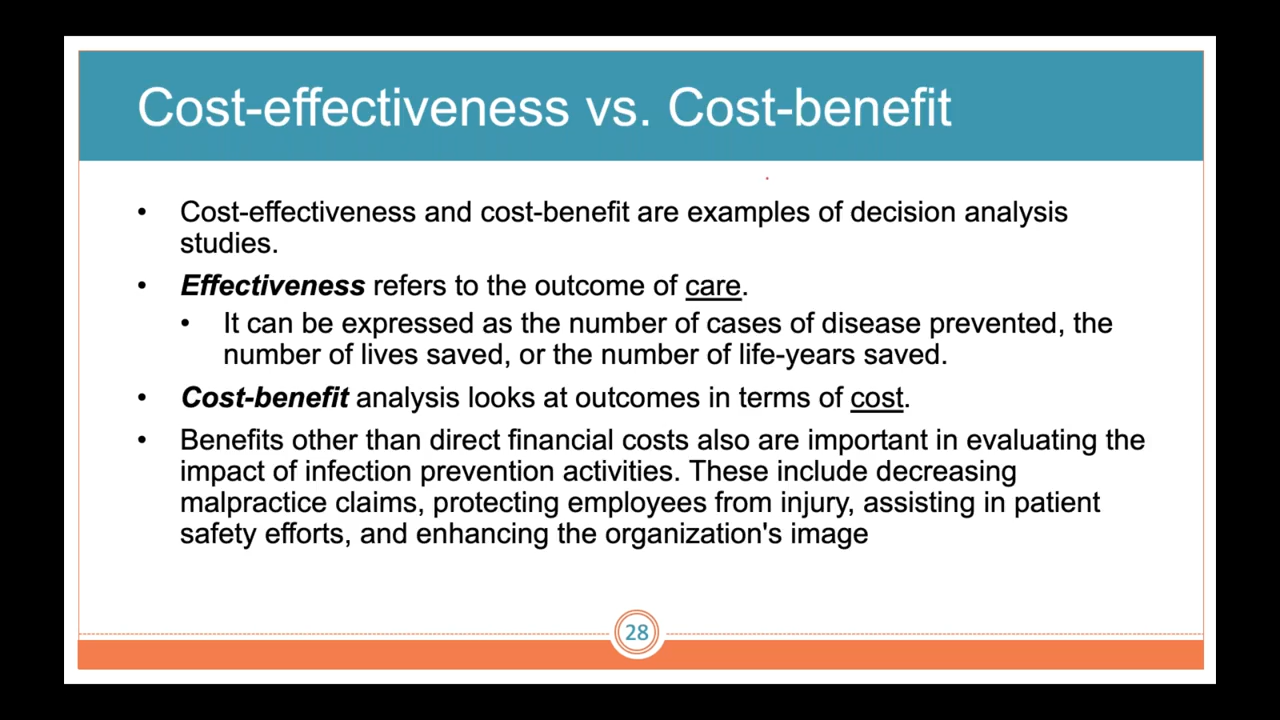 Cost-effectiveness vs. Cost-benefit
• Cost-effectiveness and cost-benefit are examples of decision analysis
studies.
• Effectiveness refers to the outcome of care.
• It can be expressed as the number of cases of disease prevented, the
number of lives saved, or the number of life-years saved.
• Cost-benefit analysis looks at outcomes in terms of cost.
• Benefits other than direct financial costs also are important in evaluating the
impact of infection prevention activities. These include decreasing
malpractice claims, protecting employees from injury, assisting in patient
safety efforts, and enhancing the organization's image
28